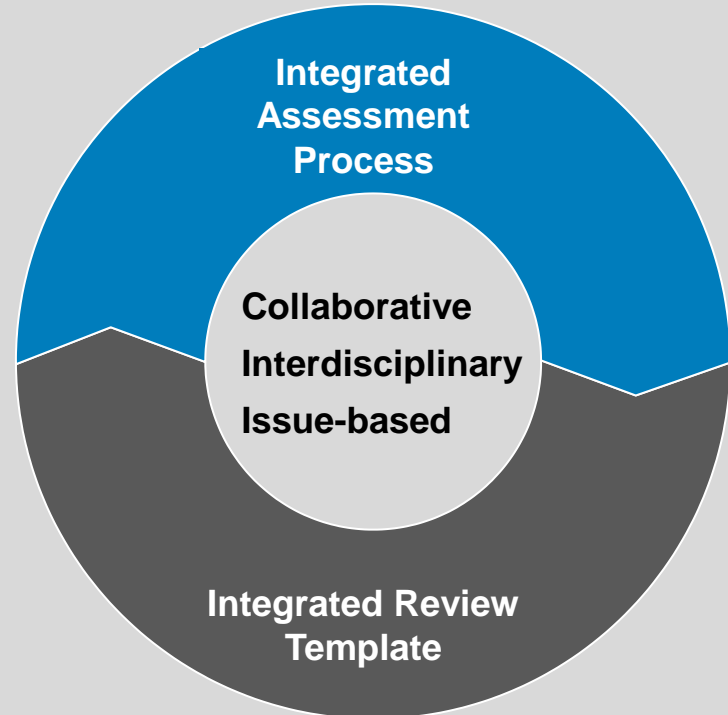 Integrated
Assessment
Process
Collaborative
Interdisciplinary
Issue-based
Integrated Review
Template